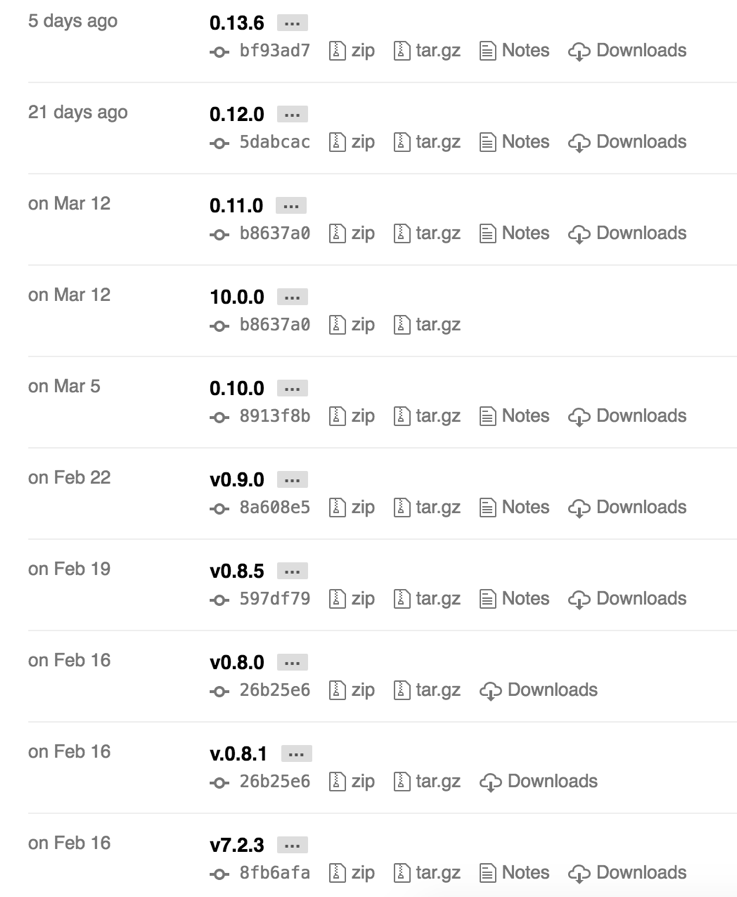 5 days ago 0.13.6 ...
bf93ad7 zip tar.gz Notes Downloads
21 days ago 0.12.0 ...
5dabcac zip tar.gz Notes Downloads
on Mar 12 0.11.0 ...
b8637a0 zip tar.gz Notes Downloads
on Mar 12 10.0.0 ...
b8637a0 zip tar.gz
on Mar 5 0.10.0 ...
8913f8b zip tar.gz Notes Downloads
on Feb 22 v0.9.0 ...
8a608e5 zip tar.gz Notes Downloads
on Feb 19 v0.8.5 ...
597df79 zip tar.gz Notes Downloads
on Feb 16 v0.8.0 ...
26b25e6 zip tar.gz Downloads
on Feb 16 v.0.8.1 ...
26b25e6 zip tar.gz Downloads
on Feb 16 v7.2.3 ...
8fb6afa zip tar.gz Notes Downloads